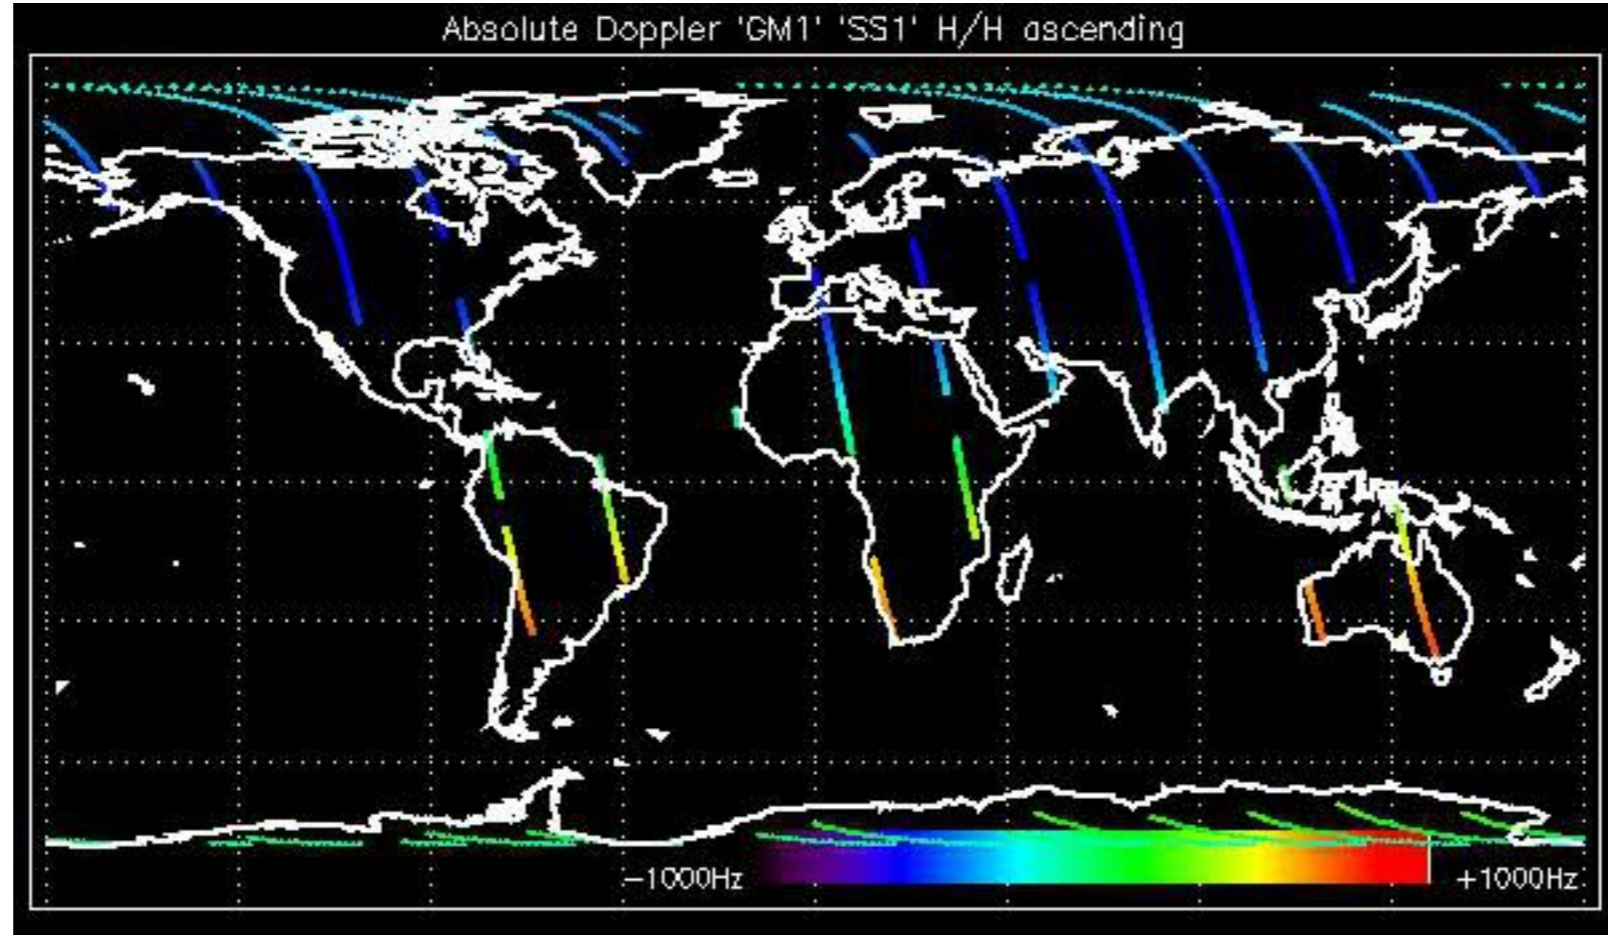 Absolute Doppler 'GM1' 'SS1' H/H ascending
-1000Hz +1000Hz